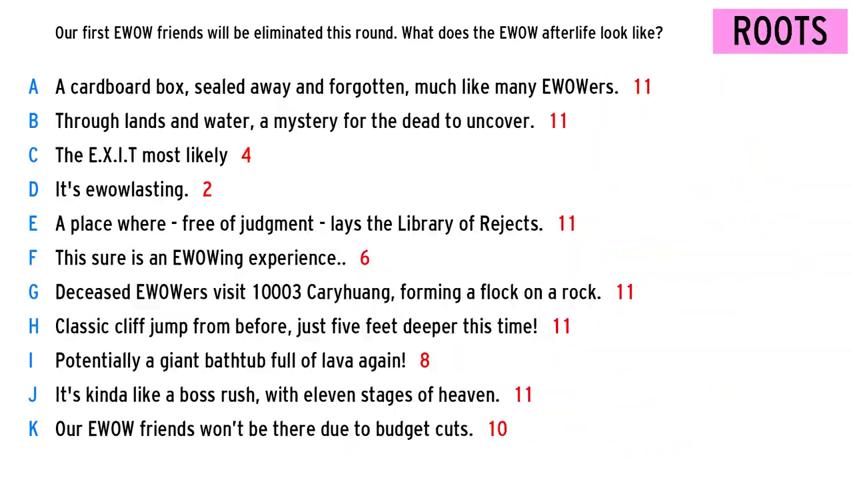 Our first EWOW friends will be eliminated this round. What does the EWOW afterlife look like?
ROOTS
A A cardboard box, sealed away and forgotten, much like many EWOWers. 11
B Through lands and water, a mystery for the dead to uncover. 11
C The E.X.I.T most likely 4
D It's ewowlasting. 2
E A place where - free of judgment - lays the Library of Rejects. 11
F This sure is an EWOWing experience.. 6
G Deceased EWOWers visit 10003 Caryhuang, forming a flock on a rock. 11
H Classic cliff jump from before, just five feet deeper this time! 11
I Potentially a giant bathtub full of lava again! 8
J It's kinda like a boss rush, with eleven stages of heaven. 11
K Our EWOW friends won’t be there due to budget cuts. 10